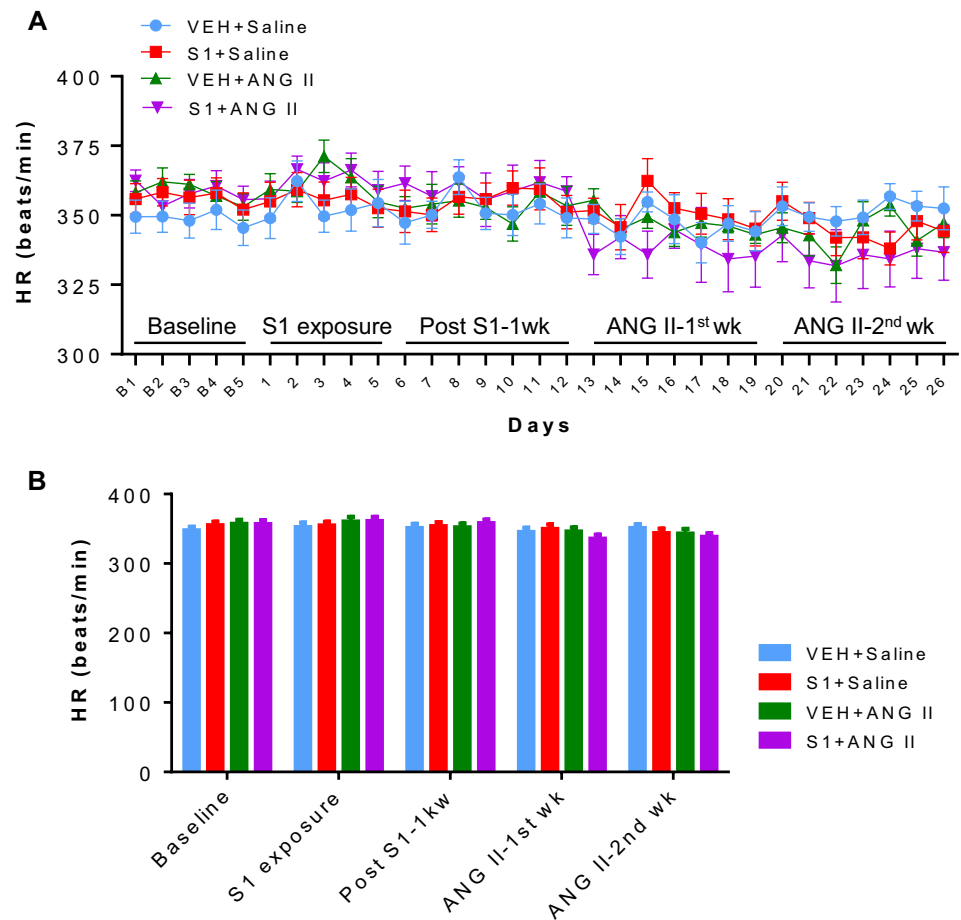 A
VEH+Saline
S1+Saline
VEH+ANG II
S1+ANG II
HR (beats/min)
400
375
350
325
300
Baseline S1 exposure Post S1-1wk ANG II-1st wk ANG II-2nd wk
B1 B2 B3 B4 B5 1 2 3 4 5 6 7 8 9 10 11 12 13 14 15 16 17 18 19 20 21 22 23 24 25 26
Days
B
HR (beats/min)
400
300
200
100
0
Baseline S1 exposure Post S1-1kw ANG II-1st wk ANG II-2nd wk
VEH+Saline
S1+Saline
VEH+ANG II
S1+ANG II